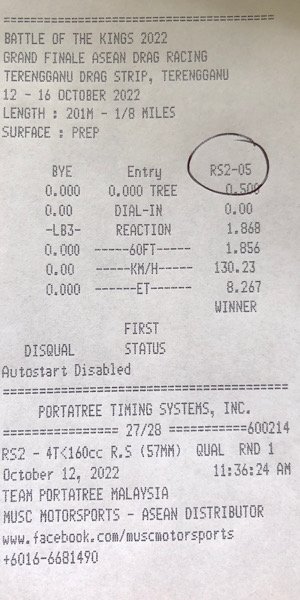 =================================
BATTLE OF THE KINGS 2022
GRAND FINALE ASEAN DRAG RACING
TERENGGANU DRAG STRIP, TERENGGANU
12 - 16 OCTOBER 2022
LENGTH : 201M - 1/8 MILES
SURFACE : PREP
BYE Entry RS2-05
0.000 0.000 TREE 0.500
0.00 DIAL-IN 0.00
-LB3- REACTION 1.868
0.000 -----60FT----- 1.856
0.00 -----KM/H----- 130.23
0.000 ------ET------ 8.267
WINNER
FIRST
DISQUAL STATUS
Autostart Disabled
=====================================
PORTATREE TIMING SYSTEMS, INC.
================ 27/28 ===========600214
RS2 - 4T<160cc R.S (57MM) QUAL RND 1
October 12, 2022 11:36:24 AM
TEAM PORTATREE MALAYSIA
MUSC MOTORSPORTS - ASEAN DISTRIBUTOR
www.facebook.com/muscmotorsports
+6016-6681490